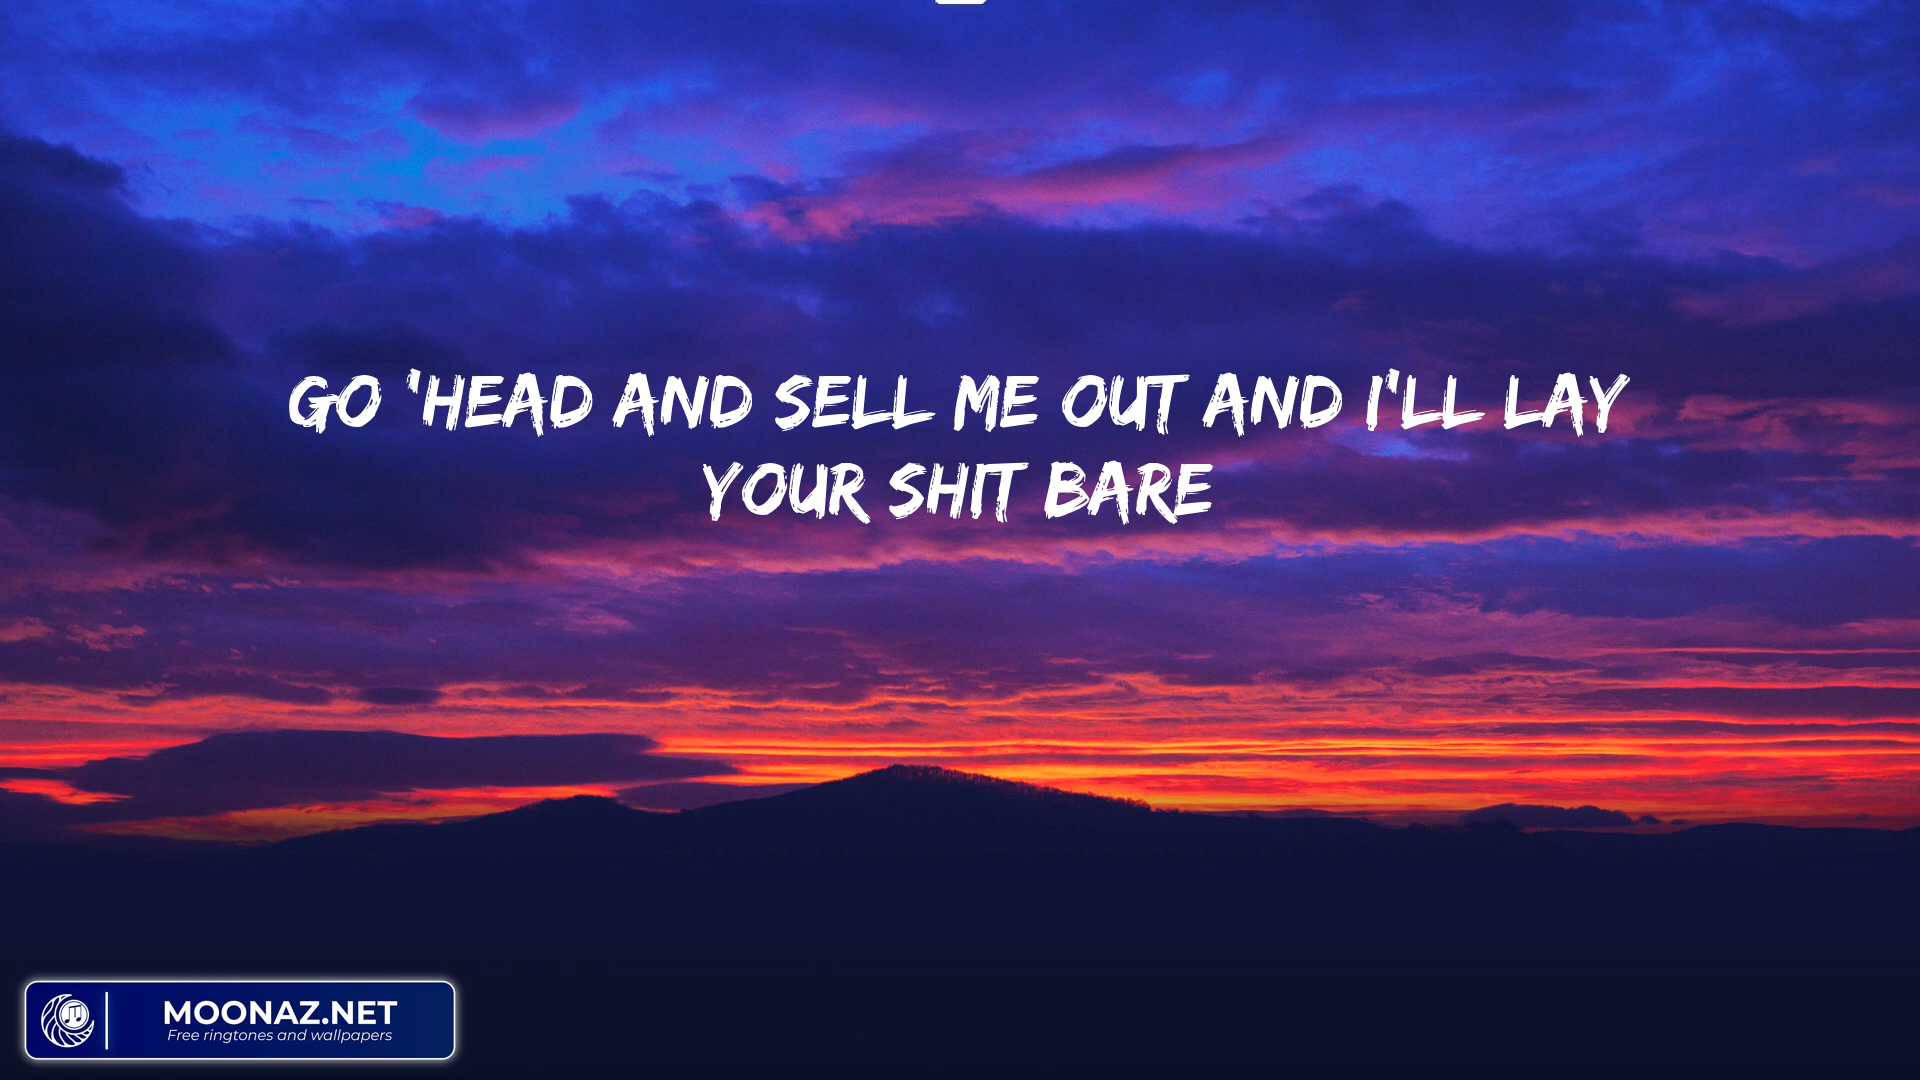 GO 'HEAD AND SELL ME OUT AND I'LL LAY
YOUR SHIT BARE
MOONAZ.NET
Free ringtones and wallpapers